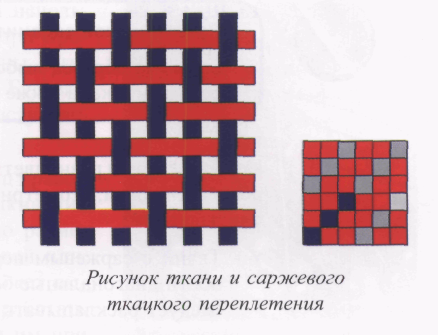 Рисунок ткани и саржевого
ткацкого переплетения